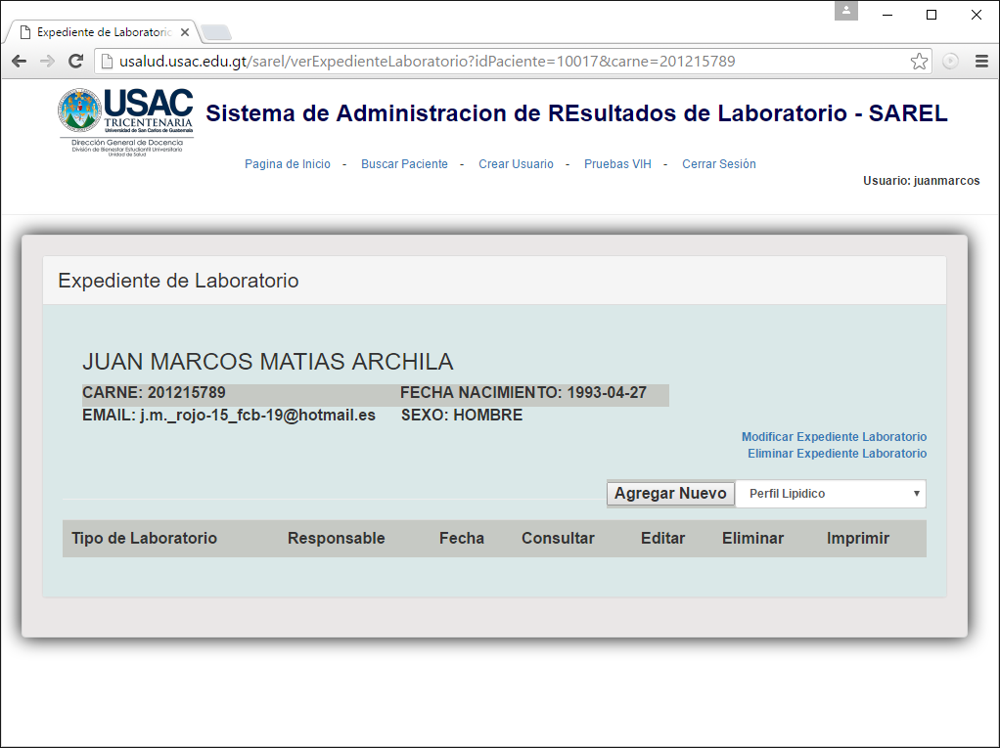 Expediente de Laboratorio
usalud.usac.edu.gt/sarel/verExpedienteLaboratorio?idPaciente=10017&carne=201215789
USAC
TRICENTENARIA
Universidad de San Carlos de Guatemala
Dirección General de Docencia
División de Bienestar Estudiantil Universitaria
Unidad de Salud
Sistema de Administracion de REsultados de Laboratorio - SAREL
Pagina de Inicio - Buscar Paciente - Crear Usuario - Pruebas VIH - Cerrar Sesión
Usuario: juanmarcos
Expediente de Laboratorio
JUAN MARCOS MATIAS ARCHILA
CARNE: 201215789 FECHA NACIMIENTO: 1993-04-27
EMAIL: j.m._rojo-15_fcb-19@hotmail.es SEXO: HOMBRE
Modificar Expediente Laboratorio
Eliminar Expediente Laboratorio
Agregar Nuevo Perfil Lipidico
Tipo de Laboratorio Responsable Fecha Consultar Editar Eliminar Imprimir